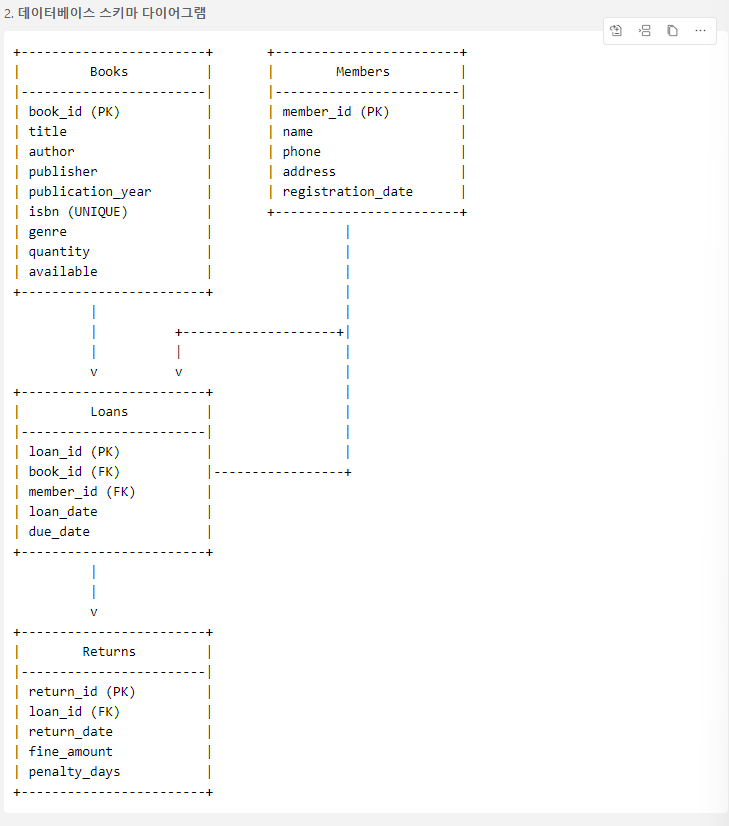 2. 데이터베이스 스키마 다이어그램
+------------------------+       +------------------------+
|         Books          |       |        Members         |
|------------------------|       |------------------------|
| book_id (PK)           |       | member_id (PK)         |
| title                  |       | name                   |
| author                 |       | phone                  |
| publisher              |       | address                |
| publication_year       |       | registration_date      |
| isbn (UNIQUE)          |       +------------------------+
| genre                  |                 |
| quantity               |                 |
| available              |                 |
+------------------------+                 |
          |                                |
          |          +--------------------+|
          |          |                     |
          v          v                     |
+------------------------+                 |
|         Loans          |                 |
|------------------------|                 |
| loan_id (PK)           |                 |
| book_id (FK)           |-----------------+
| member_id (FK)         |
| loan_date              |
| due_date               |
+------------------------+
          |
          |
          v
+------------------------+
|        Returns         |
|------------------------|
| return_id (PK)         |
| loan_id (FK)           |
| return_date            |
| fine_amount            |
| penalty_days           |
+------------------------+